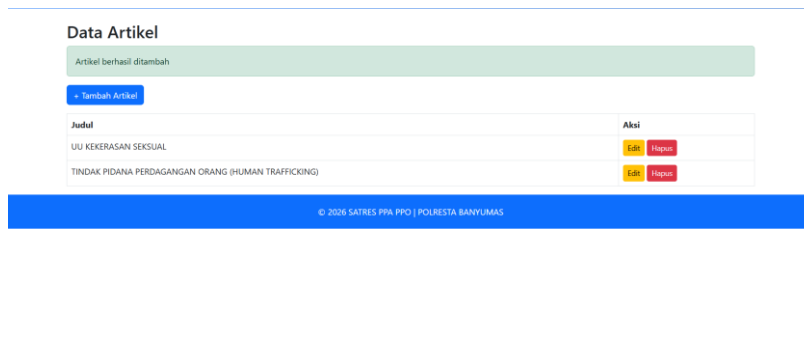 Data Artikel
Artikel berhasil ditambah
+ Tambah Artikel
Judul Aksi
UU KEKERASAN SEKSUAL Edit Hapus
TINDAK PIDANA PERDAGANGAN ORANG (HUMAN TRAFFICKING) Edit Hapus
© 2026 SATRES PPA PPO | POLRESTA BANYUMAS